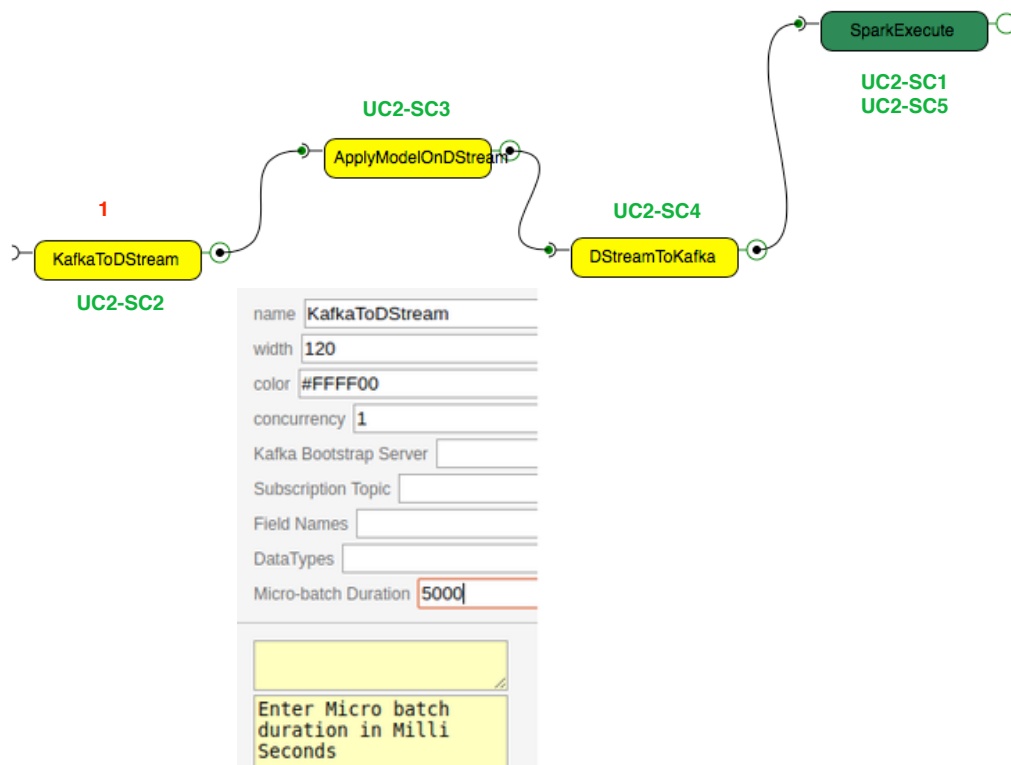 SparkExecute
UC2-SC1
UC2-SC5
UC2-SC3
ApplyModelOnDStream
1
UC2-SC4
KafkaToDStream
DStreamToKafka
UC2-SC2
name KafkaToDStream
width 120
color #FFFF00
concurrency 1
Kafka Bootstrap Server
Subscription Topic
Field Names
DataTypes
Micro-batch Duration 5000
Enter Micro batch
duration in Milli
Seconds